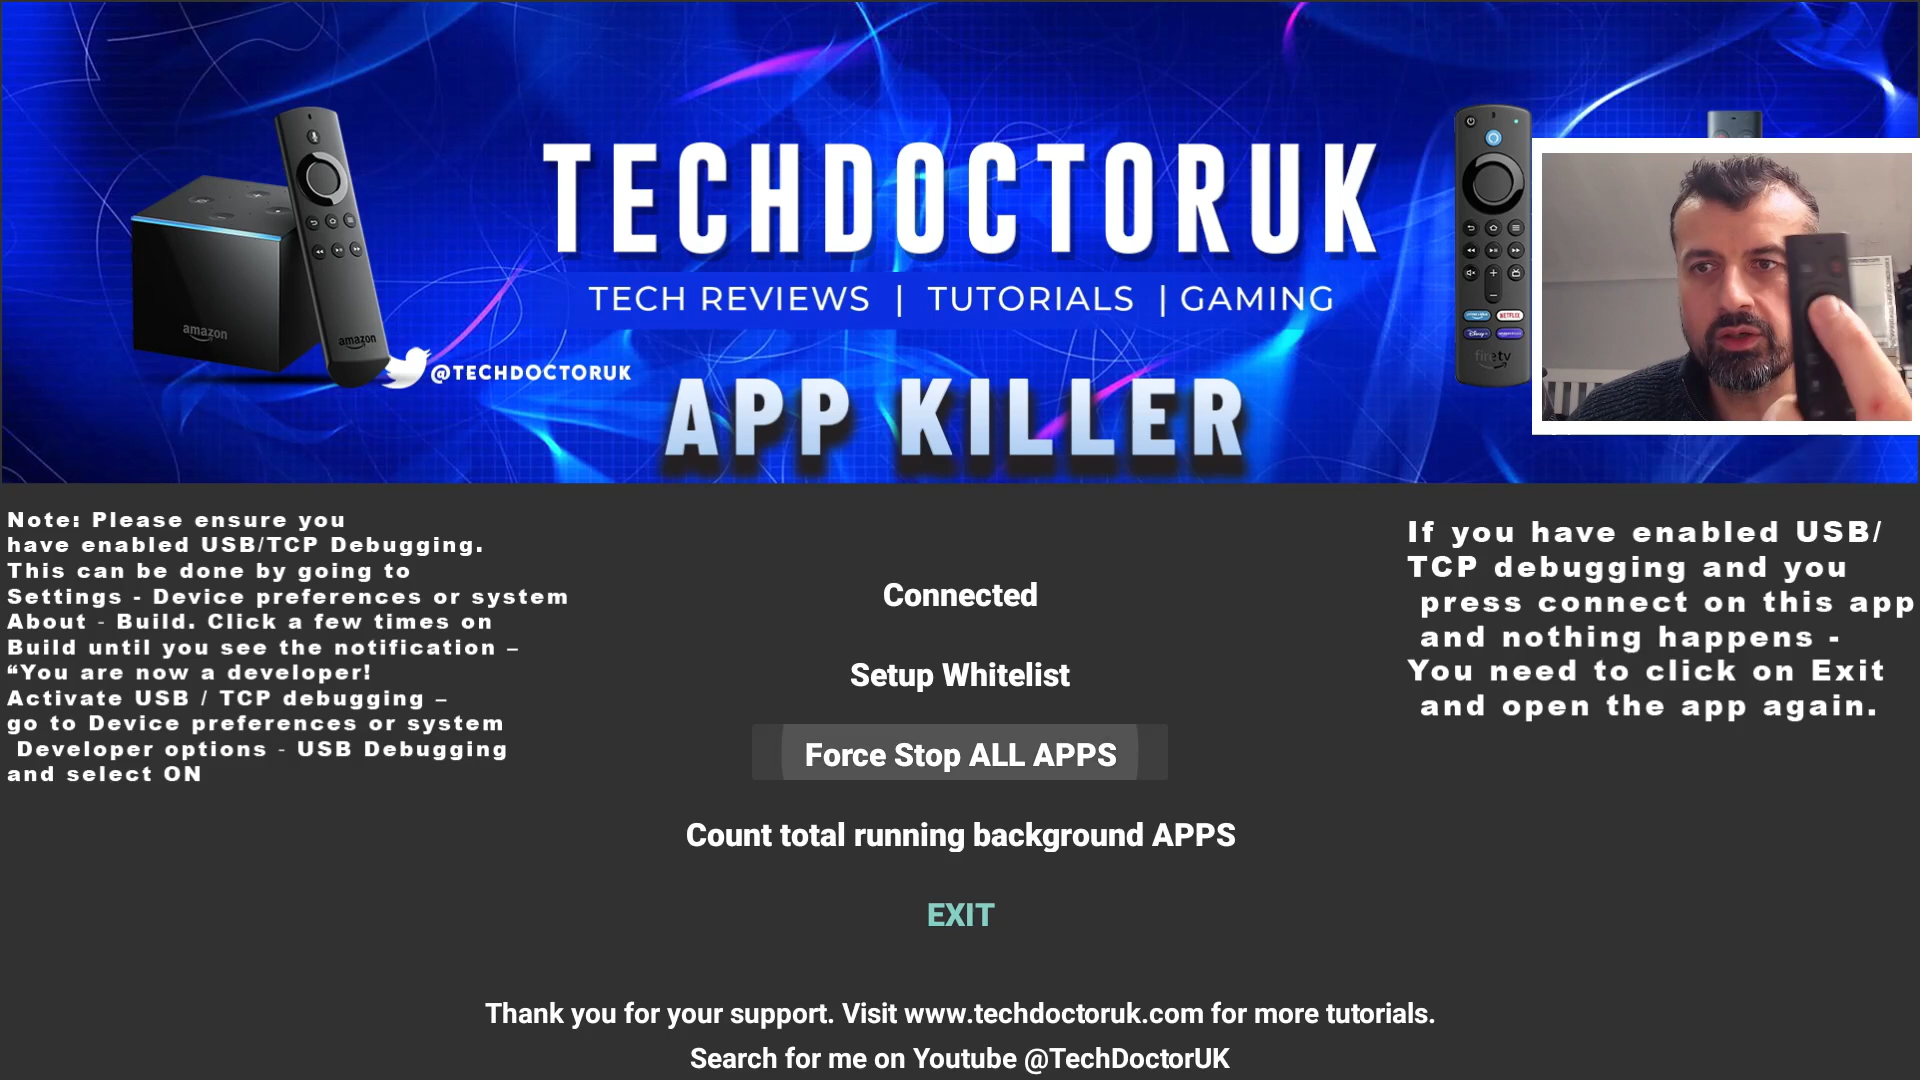 TECHDOCTORUK
TECH REVIEWS | TUTORIALS | GAMING
amazon
amazon
@TECHDOCTORUK
APP KILLER
NETFLIX
Disney+
firetv
Note: Please ensure you
have enabled USB/TCP Debugging.
This can be done by going to
Settings - Device preferences or system
About - Build. Click a few times on
Build until you see the notification –
“You are now a developer!
Activate USB / TCP debugging –
go to Device preferences or system
Developer options - USB Debugging
and select ON
Connected
Setup Whitelist
Force Stop ALL APPS
Count total running background APPS
EXIT
If you have enabled USB/
TCP debugging and you
press connect on this app
and nothing happens -
You need to click on Exit
and open the app again.
Thank you for your support. Visit www.techdoctoruk.com for more tutorials.
Search for me on Youtube @TechDoctorUK